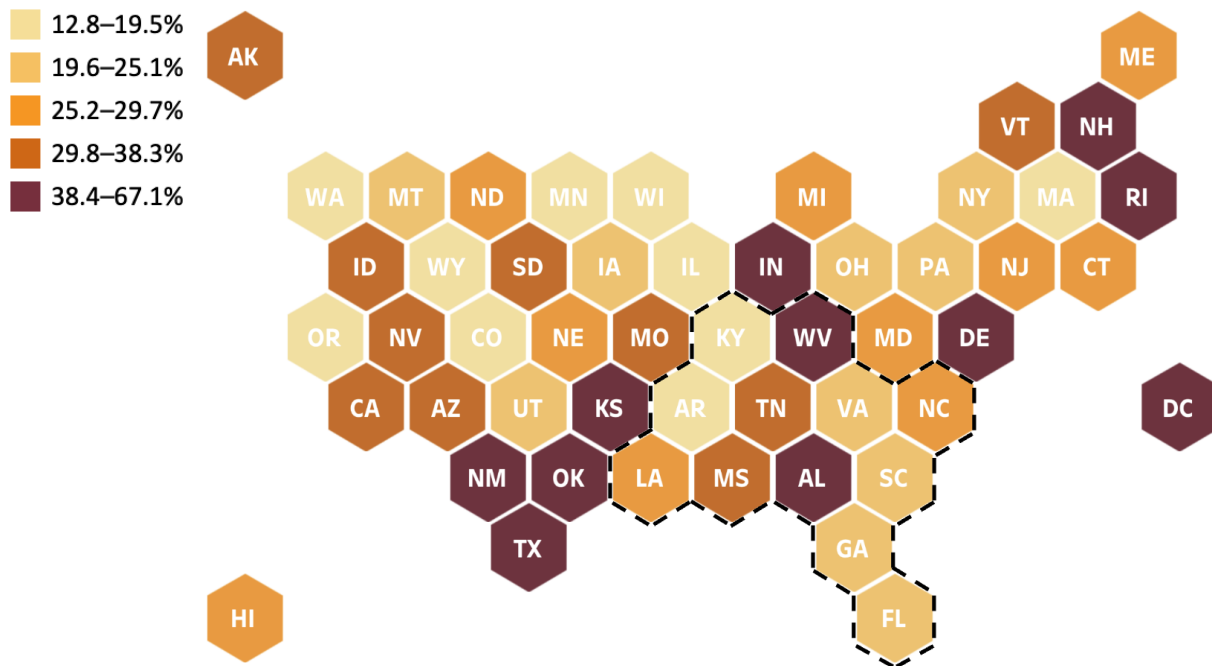 12.8–19.5%
19.6–25.1%
25.2–29.7%
29.8–38.3%
38.4–67.1%
AK ME
VT NH
WA MT ND MN WI MI NY MA RI
ID WY SD IA IL IN OH PA NJ CT
OR NV CO NE MO KY WV MD DE
CA AZ UT KS AR TN VA NC DC
NM OK LA MS AL SC
TX GA
HI FL